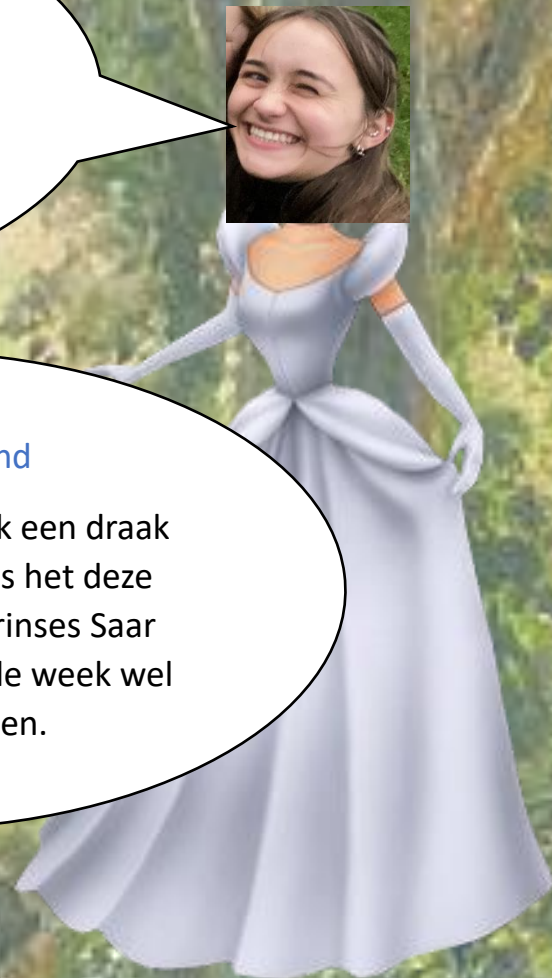 nd
k een draak
s het deze
rinses Saar
le week wel
en.